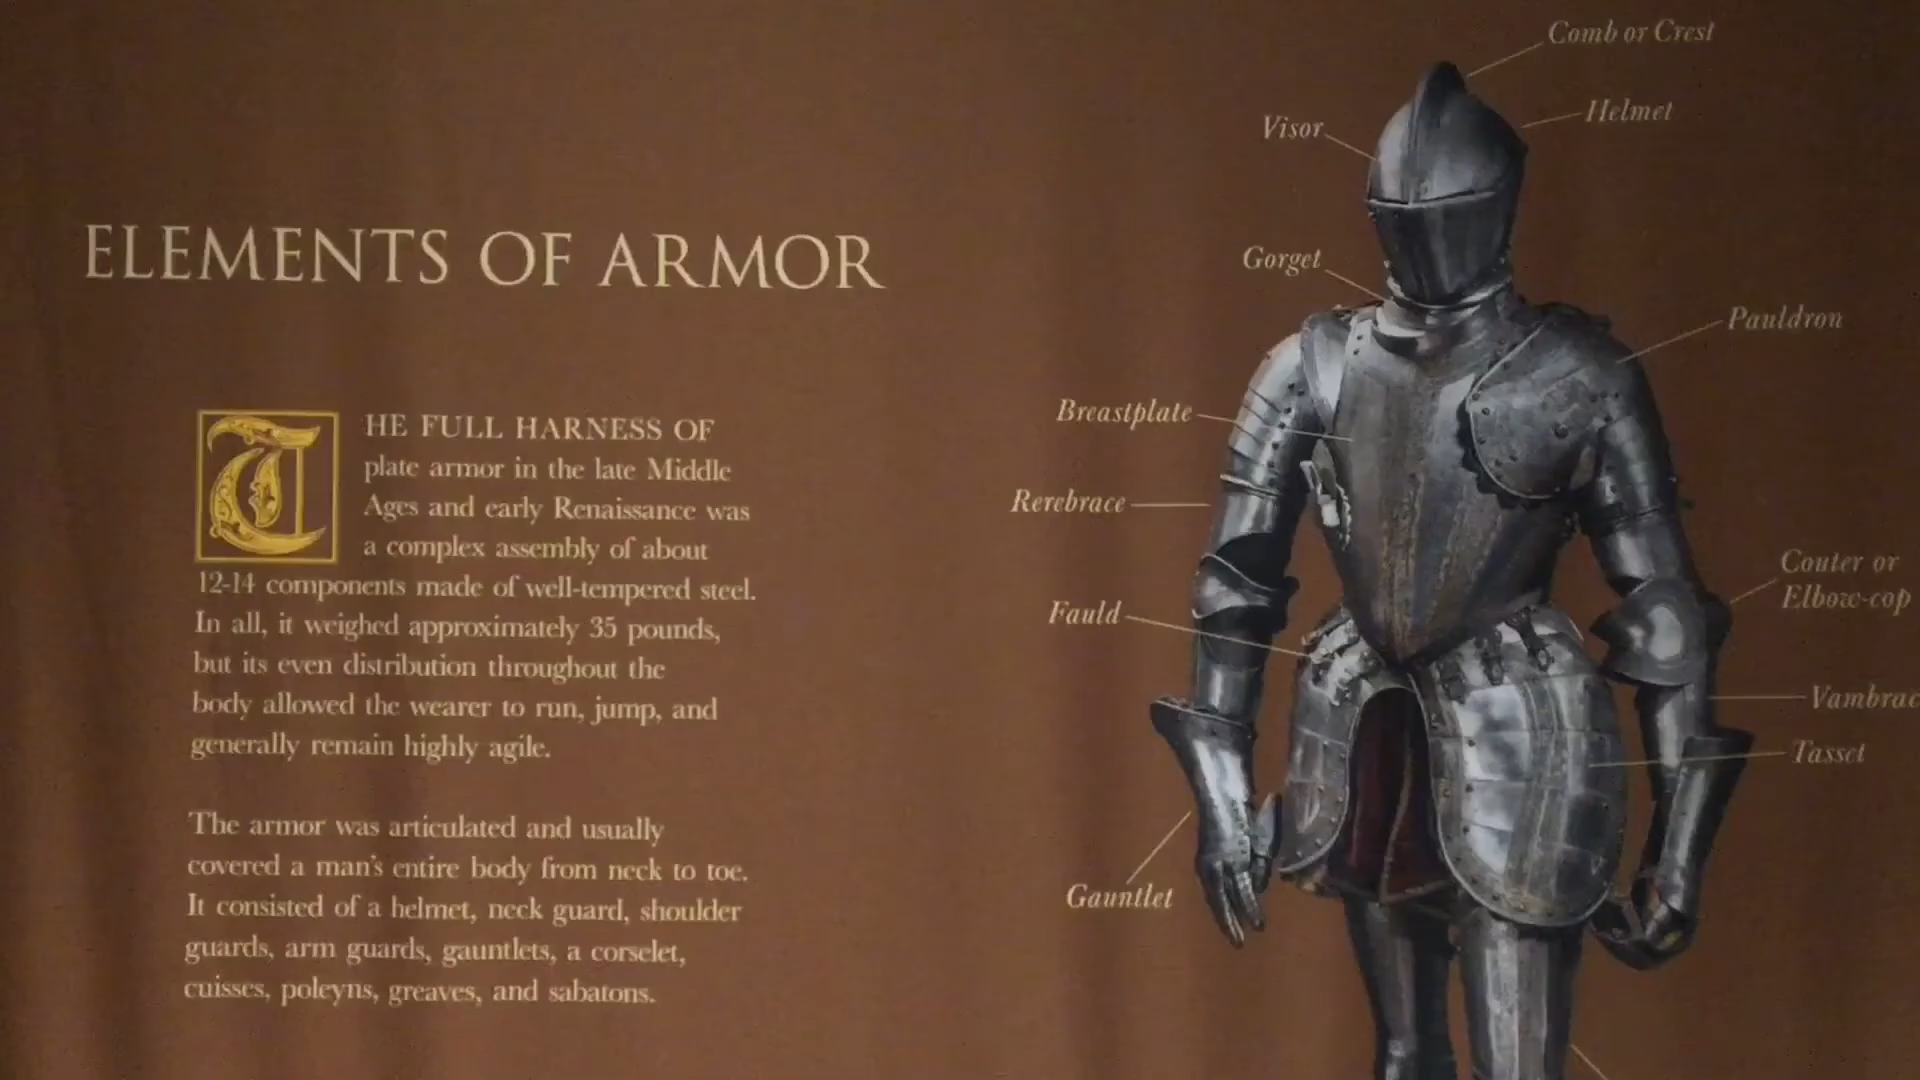 ELEMENTS OF ARMOR
THE FULL HARNESS OF
plate armor in the late Middle
Ages and early Renaissance was
a complex assembly of about
12-14 components made of well-tempered steel.
In all, it weighed approximately 35 pounds,
but its even distribution throughout the
body allowed the wearer to run, jump, and
generally remain highly agile.
The armor was articulated and usually
covered a man's entire body from neck to toe.
It consisted of a helmet, neck guard, shoulder
guards, arm guards, gauntlets, a corselet,
cuisses, poleyns, greaves, and sabatons.
Comb or Crest
Helmet
Visor
Gorget
Pauldron
Breastplate
Rerebrace
Couter or
Elbow-cop
Fauld
Vambrac
Tasset
Gauntlet